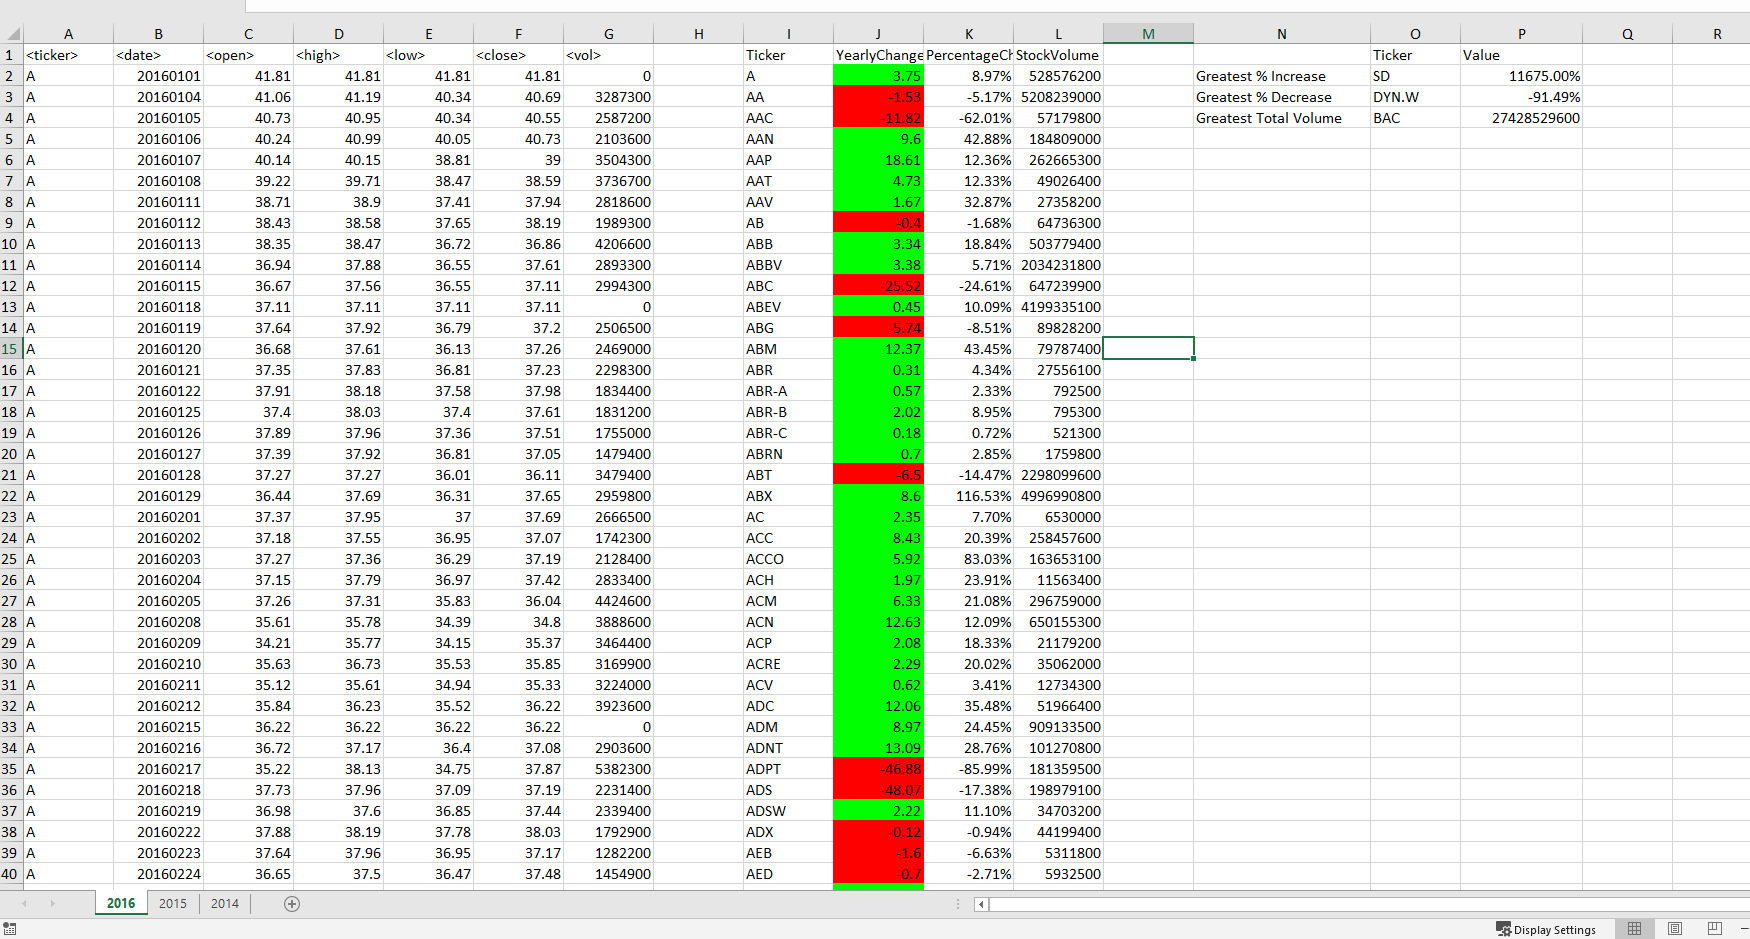 A B C D E F G H I J K L M N O P Q R
1 <ticker> <date> <open> <high> <low> <close> <vol> Ticker YearlyChange PercentageCh StockVolume Ticker Value
2 A 20160101 41.81 41.81 41.81 41.81 0 A 3.75 8.97% 528576200 Greatest % Increase SD 11675.00%
3 A 20160104 41.06 41.19 40.34 40.69 3287300 AA -1.53 -5.17% 5208239000 Greatest % Decrease DYN.W -91.49%
4 A 20160105 40.73 40.95 40.34 40.55 2587200 AAC -11.82 -62.01% 57179800 Greatest Total Volume BAC 27428529600
5 A 20160106 40.24 40.99 40.05 40.73 2103600 AAN 9.6 42.88% 184809000
6 A 20160107 40.14 40.15 38.81 39 3504300 AAP 18.61 12.36% 262665300
7 A 20160108 39.22 39.71 38.47 38.59 3736700 AAT 4.73 12.33% 49026400
8 A 20160111 38.71 38.9 37.41 37.94 2818600 AAV 1.67 32.87% 27358200
9 A 20160112 38.43 38.58 37.65 38.19 1989300 AB -0.4 -1.68% 64736300
10 A 20160113 38.35 38.47 36.72 36.86 4206600 ABB 3.34 18.84% 503779400
11 A 20160114 36.94 37.88 36.55 37.61 2893300 ABBV 3.38 5.71% 2034231800
12 A 20160115 36.67 37.56 36.55 37.11 2994300 ABC -25.52 -24.61% 647239900
13 A 20160118 37.11 37.11 37.11 37.11 0 ABEV 0.45 10.09% 4199335100
14 A 20160119 37.64 37.92 36.79 37.2 2506500 ABG -5.74 -8.51% 89828200
15 A 20160120 36.68 37.61 36.13 37.26 2469000 ABM 12.37 43.45% 79787400
16 A 20160121 37.35 37.83 36.81 37.23 2298300 ABR 0.31 4.34% 27556100
17 A 20160122 37.91 38.18 37.58 37.98 1834400 ABR-A 0.57 2.33% 792500
18 A 20160125 37.4 38.03 37.4 37.61 1831200 ABR-B 2.02 8.95% 795300
19 A 20160126 37.89 37.96 37.36 37.51 1755000 ABR-C 0.18 0.72% 521300
20 A 20160127 37.39 37.92 36.81 37.05 1479400 ABRN 0.7 2.85% 1759800
21 A 20160128 37.27 37.27 36.01 36.11 3479400 ABT -6.5 -14.47% 2298099600
22 A 20160129 36.44 37.69 36.31 37.65 2959800 ABX 8.6 116.53% 4996990800
23 A 20160201 37.37 37.95 37 37.69 2666500 AC 2.35 7.70% 6530000
24 A 20160202 37.18 37.55 36.95 37.07 1742300 ACC 8.43 20.39% 258457600
25 A 20160203 37.27 37.36 36.29 37.19 2128400 ACCO 5.92 83.03% 163653100
26 A 20160204 37.15 37.79 36.97 37.42 2833400 ACH 1.97 23.91% 11563400
27 A 20160205 37.26 37.31 35.83 36.04 4424600 ACM 6.33 21.08% 296759000
28 A 20160208 35.61 35.78 34.39 34.8 3888600 ACN 12.63 12.09% 650155300
29 A 20160209 34.21 35.77 34.15 35.37 3464400 ACP 2.08 18.33% 21179200
30 A 20160210 35.63 36.73 35.53 35.85 3169900 ACRE 2.29 20.02% 35062000
31 A 20160211 35.12 35.61 34.94 35.33 3224000 ACV 0.62 3.41% 12734300
32 A 20160212 35.84 36.23 35.52 36.22 3923600 ADC 12.06 35.48% 51966400
33 A 20160215 36.22 36.22 36.22 36.22 0 ADM 8.97 24.45% 909133500
34 A 20160216 36.72 37.17 36.4 37.08 2903600 ADNT 13.09 28.76% 101270800
35 A 20160217 35.22 38.13 34.75 37.87 5382300 ADPT -46.88 -85.99% 181359500
36 A 20160218 37.73 37.96 37.09 37.19 2231400 ADS -48.07 -17.38% 198979100
37 A 20160219 36.98 37.6 36.85 37.44 2339400 ADSW 2.22 11.10% 34703200
38 A 20160222 37.88 38.19 37.78 38.03 1792900 ADX -0.12 -0.94% 44199400
39 A 20160223 37.64 37.96 36.95 37.17 1282200 AEB -1.6 -6.63% 5311800
40 A 20160224 36.65 37.5 36.47 37.48 1454900 AED -0.7 -2.71% 5932500
2016 2015 2014
Display Settings